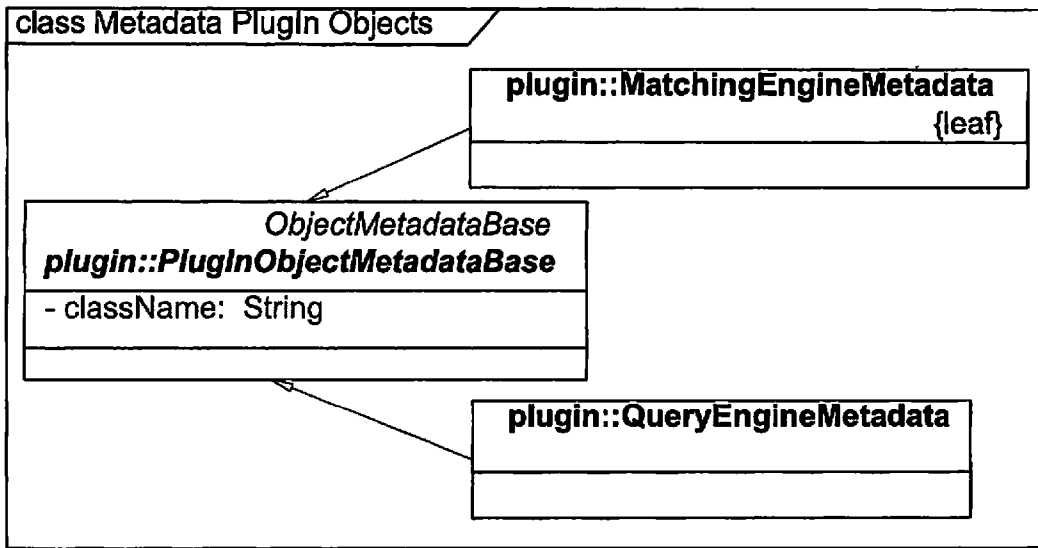 class Metadata PlugIn Objects
plugin::MatchingEngineMetadata
{leaf}
ObjectMetadataBase
plugin::PlugInObjectMetadataBase
- className: String
plugin::QueryEngineMetadata